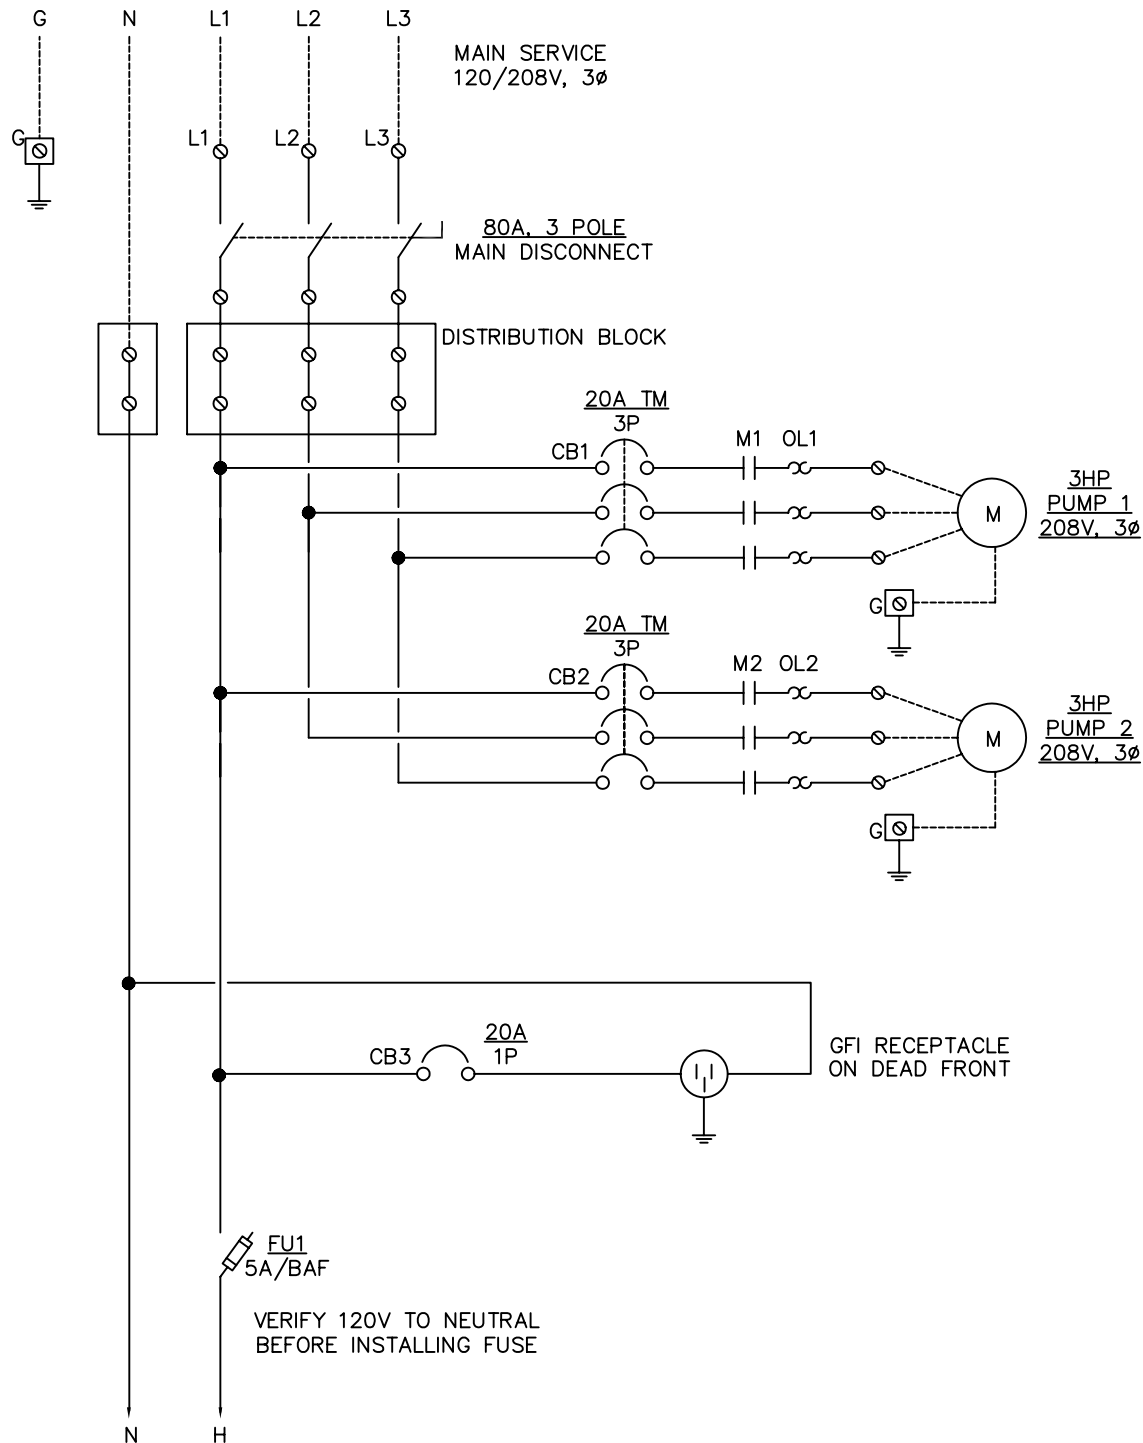 G N L1 L2 L3
MAIN SERVICE
120/208V, 3ø
G L1 L2 L3
80A, 3 POLE
MAIN DISCONNECT
DISTRIBUTION BLOCK
20A TM
3P
CB1 M1 OL1
3HP
PUMP 1
208V, 3ø
M
G
20A TM
3P
CB2 M2 OL2
3HP
PUMP 2
208V, 3ø
M
G
20A
1P
CB3
GFI RECEPTACLE
ON DEAD FRONT
FU1
5A/BAF
VERIFY 120V TO NEUTRAL
BEFORE INSTALLING FUSE
N H